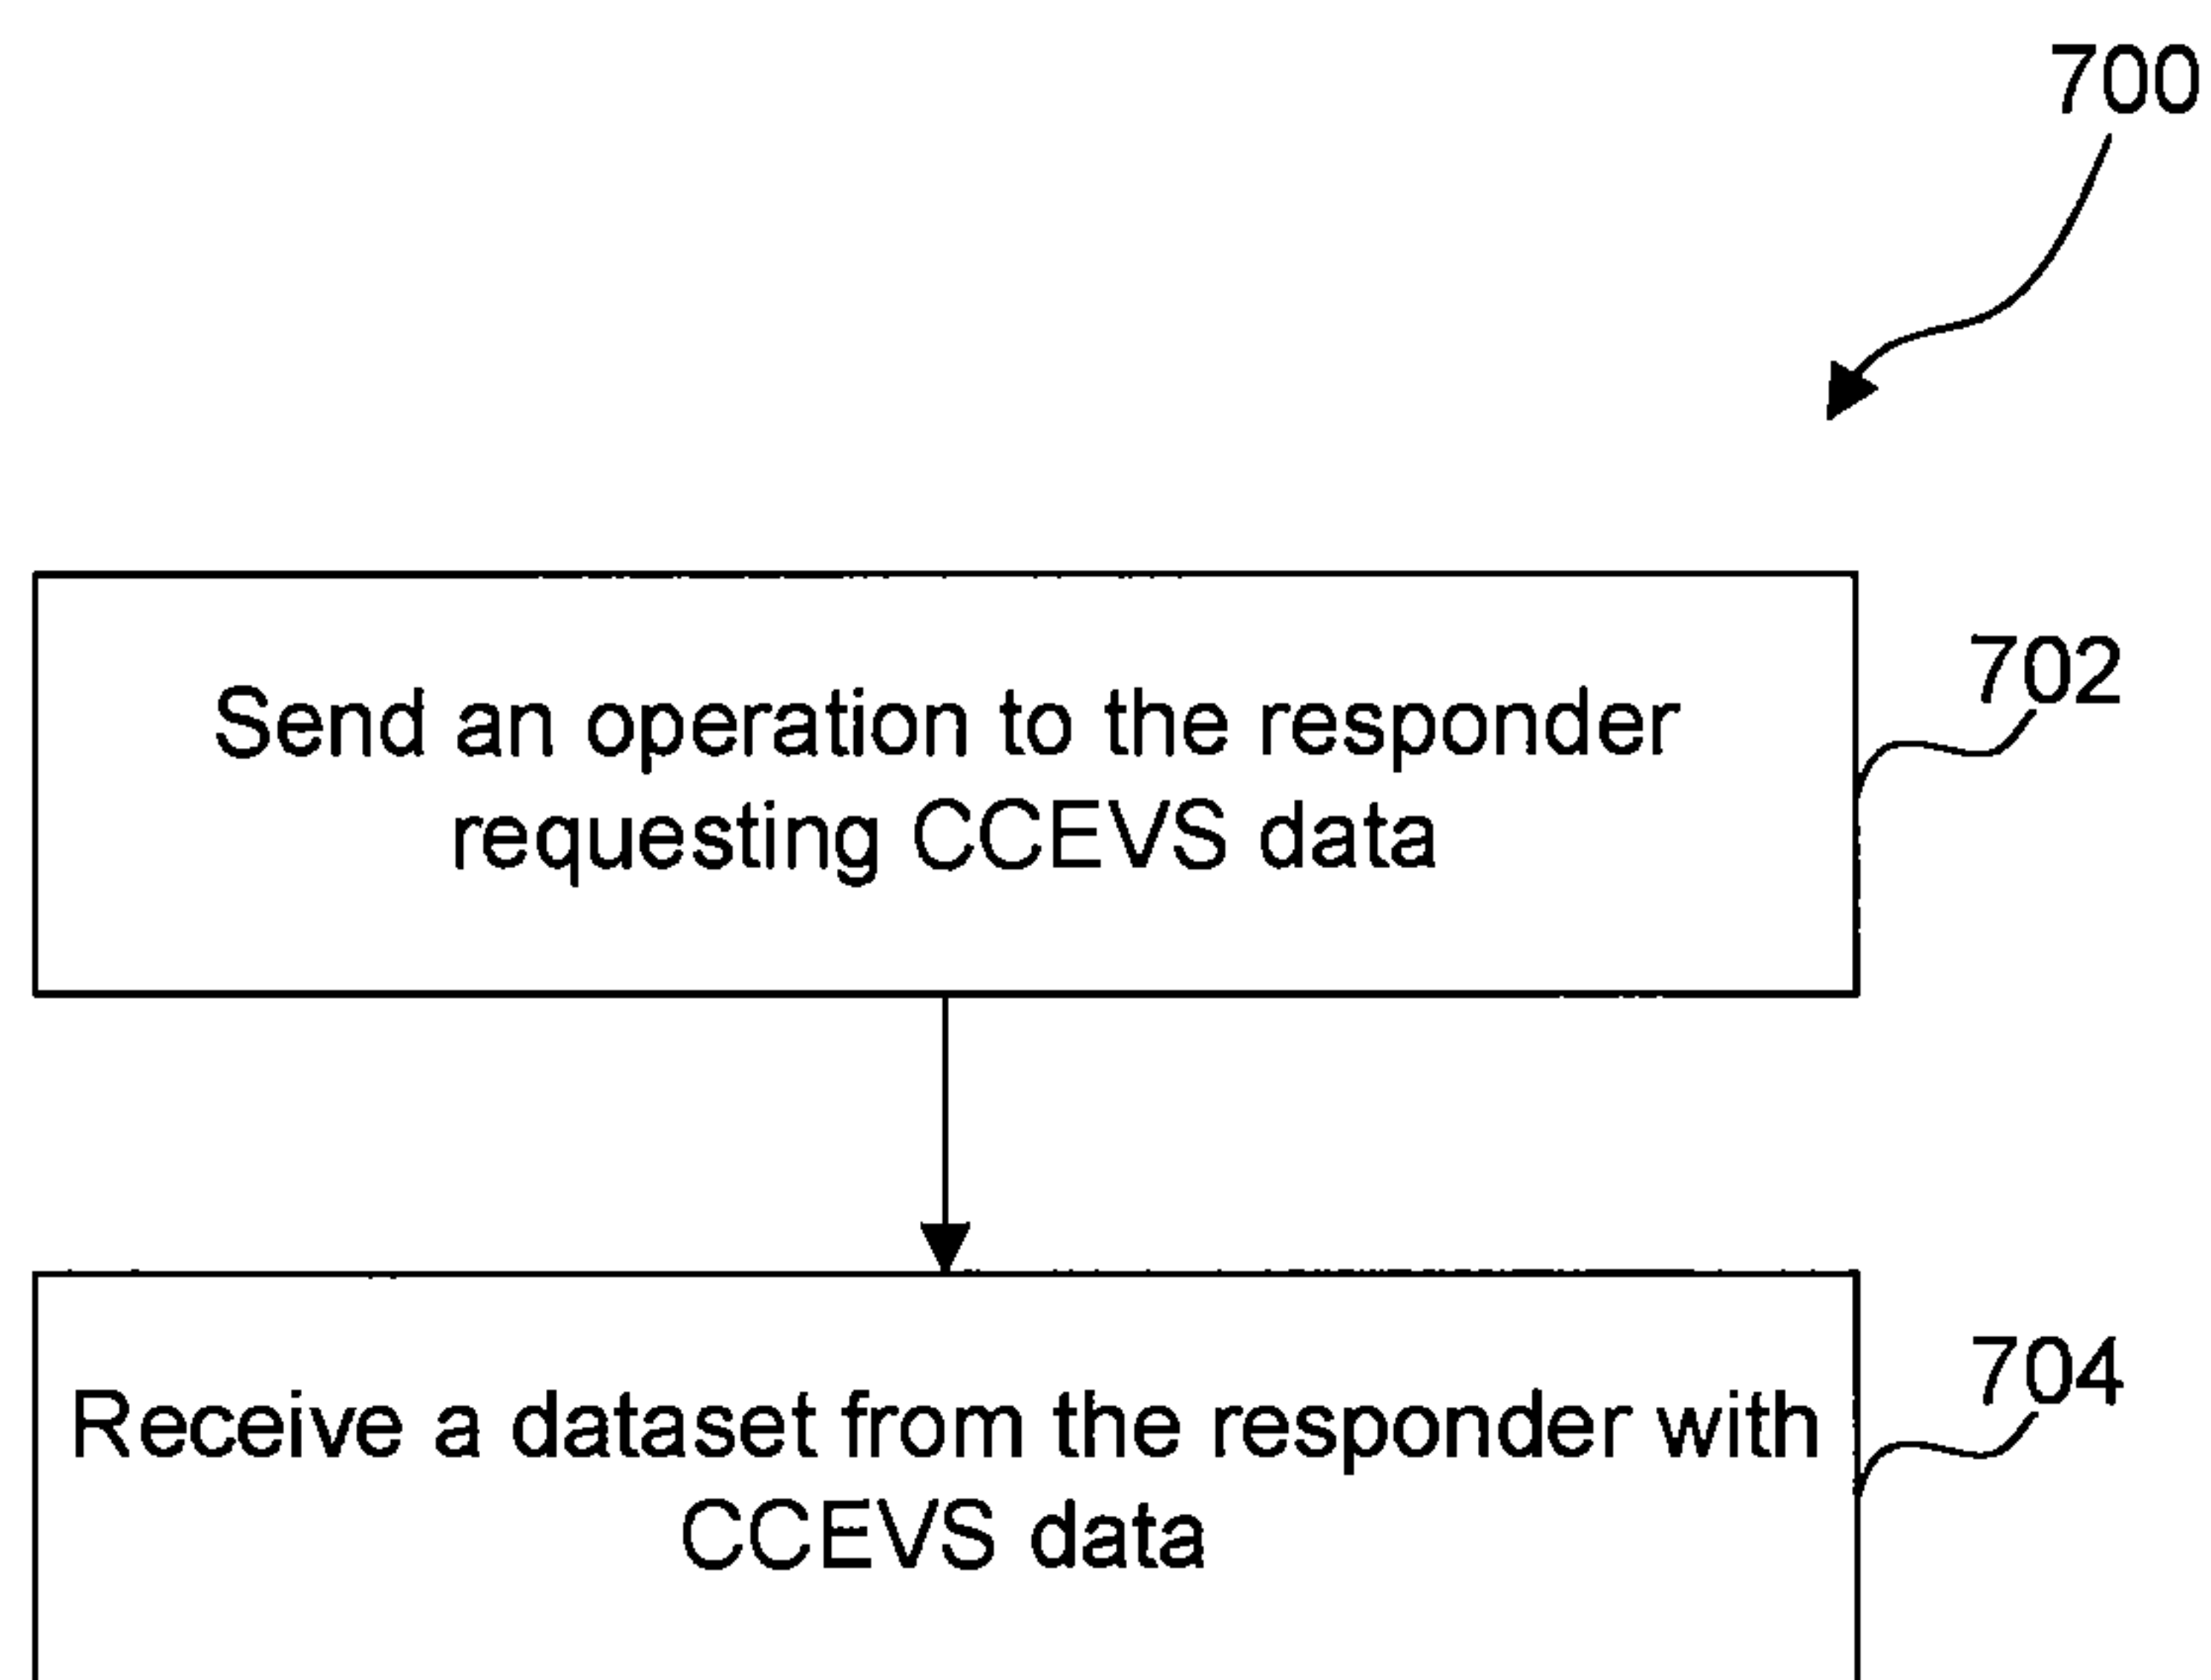 700
Send an operation to the responder
requesting CCEVS data
702
Receive a dataset from the responder with
CCEVS data
704